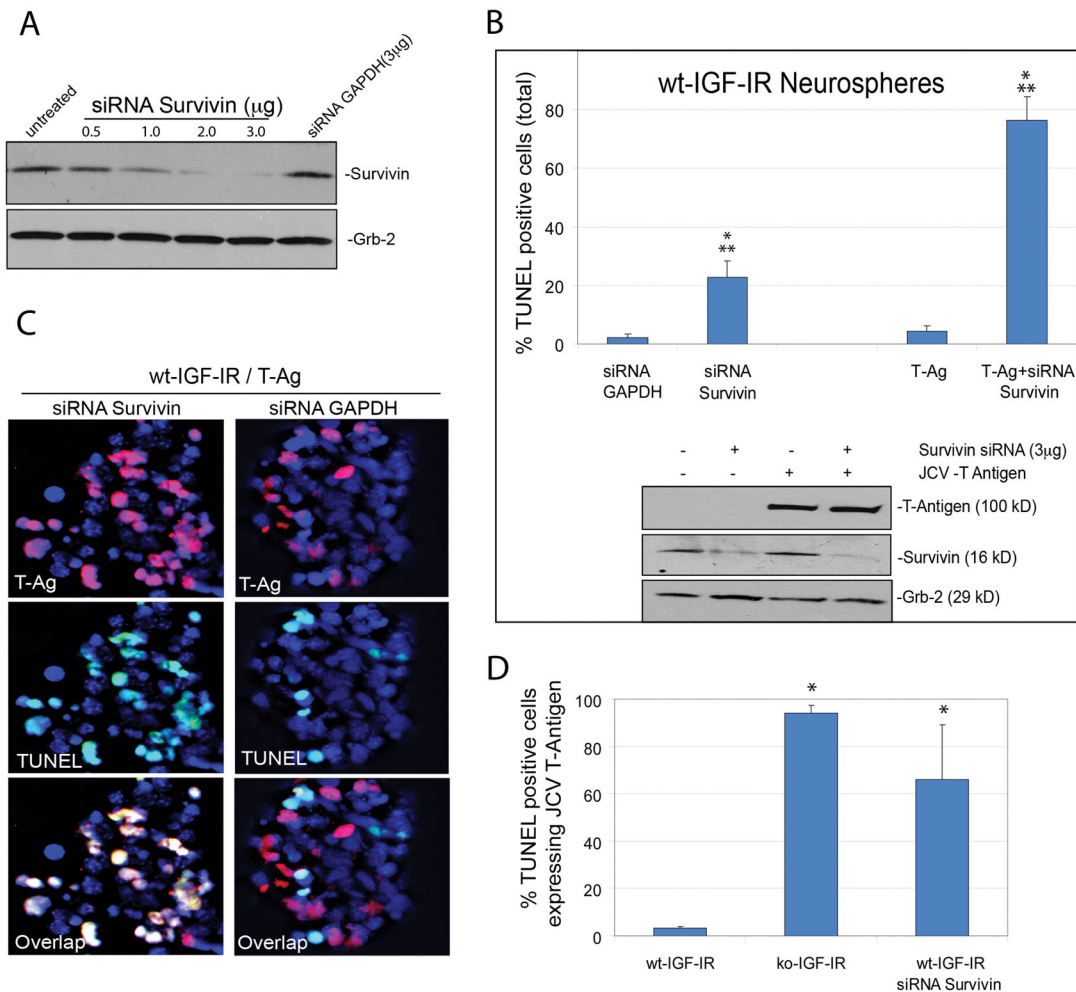 A
untreated
siRNA Survivin (µg)
siRNA GAPDH(3µg)
0.5 1.0 2.0 3.0
-Survivin
-Grb-2
B
wt-IGF-IR Neurospheres
% TUNEL positive cells (total)
80
60
40
20
0
*
**
*
**
siRNA GAPDH
siRNA Survivin
T-Ag
T-Ag+siRNA Survivin
- + - + Survivin siRNA (3µg)
- - + + JCV -T Antigen
-T-Antigen (100 kD)
-Survivin (16 kD)
-Grb-2 (29 kD)
C
wt-IGF-IR / T-Ag
siRNA Survivin siRNA GAPDH
T-Ag T-Ag
TUNEL TUNEL
Overlap Overlap
D
% TUNEL positive cells
expressing JCV T-Antigen
100
80
60
40
20
0
* *
wt-IGF-IR
ko-IGF-IR
wt-IGF-IR
siRNA Survivin